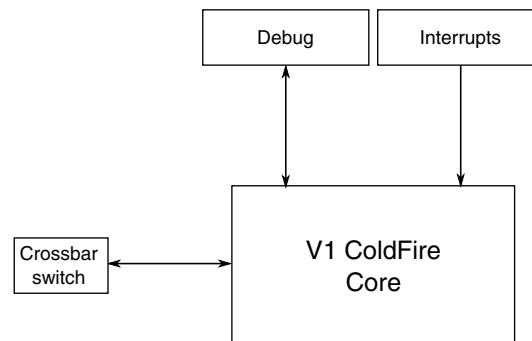 Debug
Interrupts
Crossbar
switch
V1 ColdFire
Core